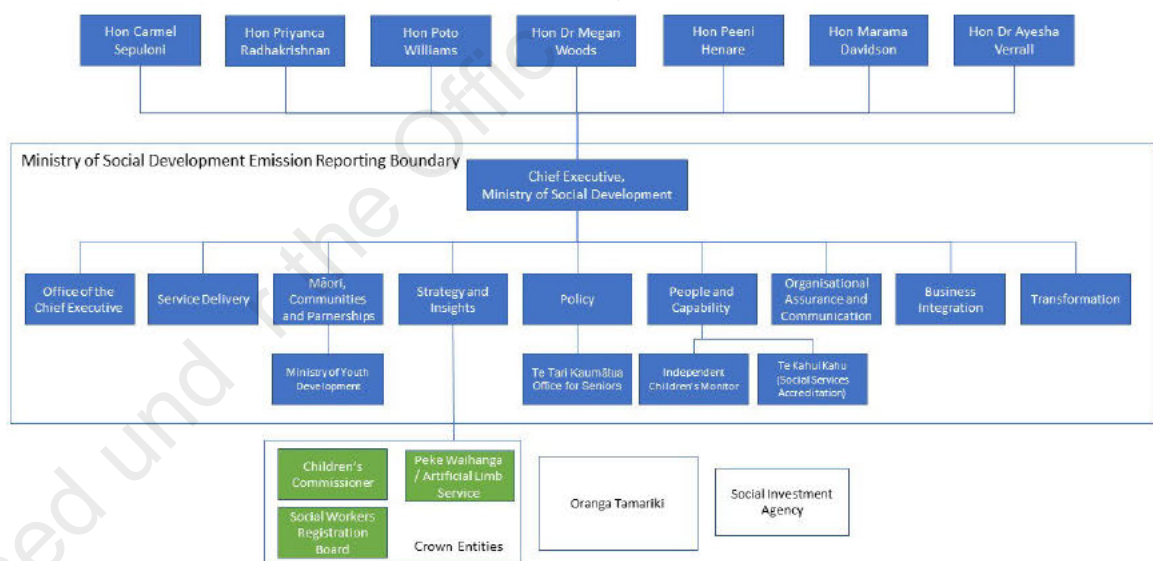 Hon Carmel
Sepuloni
Hon Priyanca
Radhakrishnan
Hon Poto
Williams
Hon Dr Megan
Woods
Hon Peeni
Henare
Hon Marama
Davidson
Hon Dr Ayesha
Verrall
Ministry of Social Development Emission Reporting Boundary
Chief Executive,
Ministry of Social Development
Office of the
Chief Executive
Service Delivery
Māori,
Communities
and Parnerships
Strategy and
Insights
Policy
People and
Capability
Organisational
Assurance and
Communication
Business
Integration
Transformation
Ministry of Youth
Development
Te Tari Kaumātua
Office for Seniors
Independent
Children's Monitor
Te Kahui Kahu
(Social Services
Accreditation)
Children's
Commissioner
Peke Waihanga
/ Artificial Limb
Service
Social Workers
Registration
Board
Crown Entities
Oranga Tamariki
Social Investment
Agency
the Offic